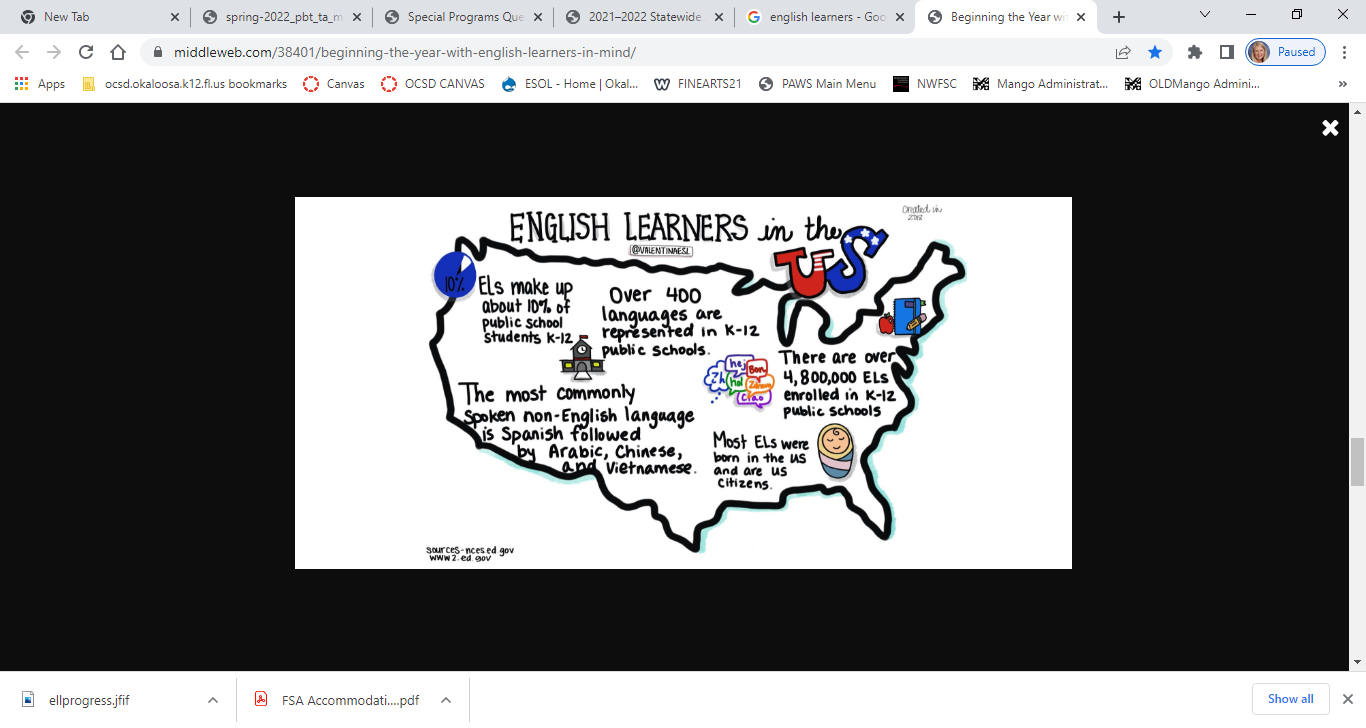 New Tab
spring-2022_pbt_ta_m
Special Programs Que
2021–2022 Statewide
english learners - Goo
Beginning the Year wi
middleweb.com/38401/beginning-the-year-with-english-learners-in-mind/
Paused
Apps
ocsd.okaloosa.k12.fl.us bookmarks
Canvas
OCSD CANVAS
ESOL - Home | Okal...
FINEARTS21
PAWS Main Menu
NWFSC
Mango Administrat...
OLDMango Admini...
created in
2018
ENGLISH LEARNERS in the US
@VALENTINAESL
10%
ELs make up
about 10% of
public school
students K-12
Over 400
languages are
represented in K-12
public schools.
hej
Bon
Zh
hol
Ciao
There are over
4,800,000 ELs
enrolled in K-12
public schools
The most commonly
spoken non-English language
is Spanish followed
by Arabic, Chinese,
and Vietnamese.
Most ELs were
born in the US
and are US
citizens.
sources-nces.ed.gov
www2.ed.gov
ellprogress.jfif
FSA Accommodati....pdf
Show all